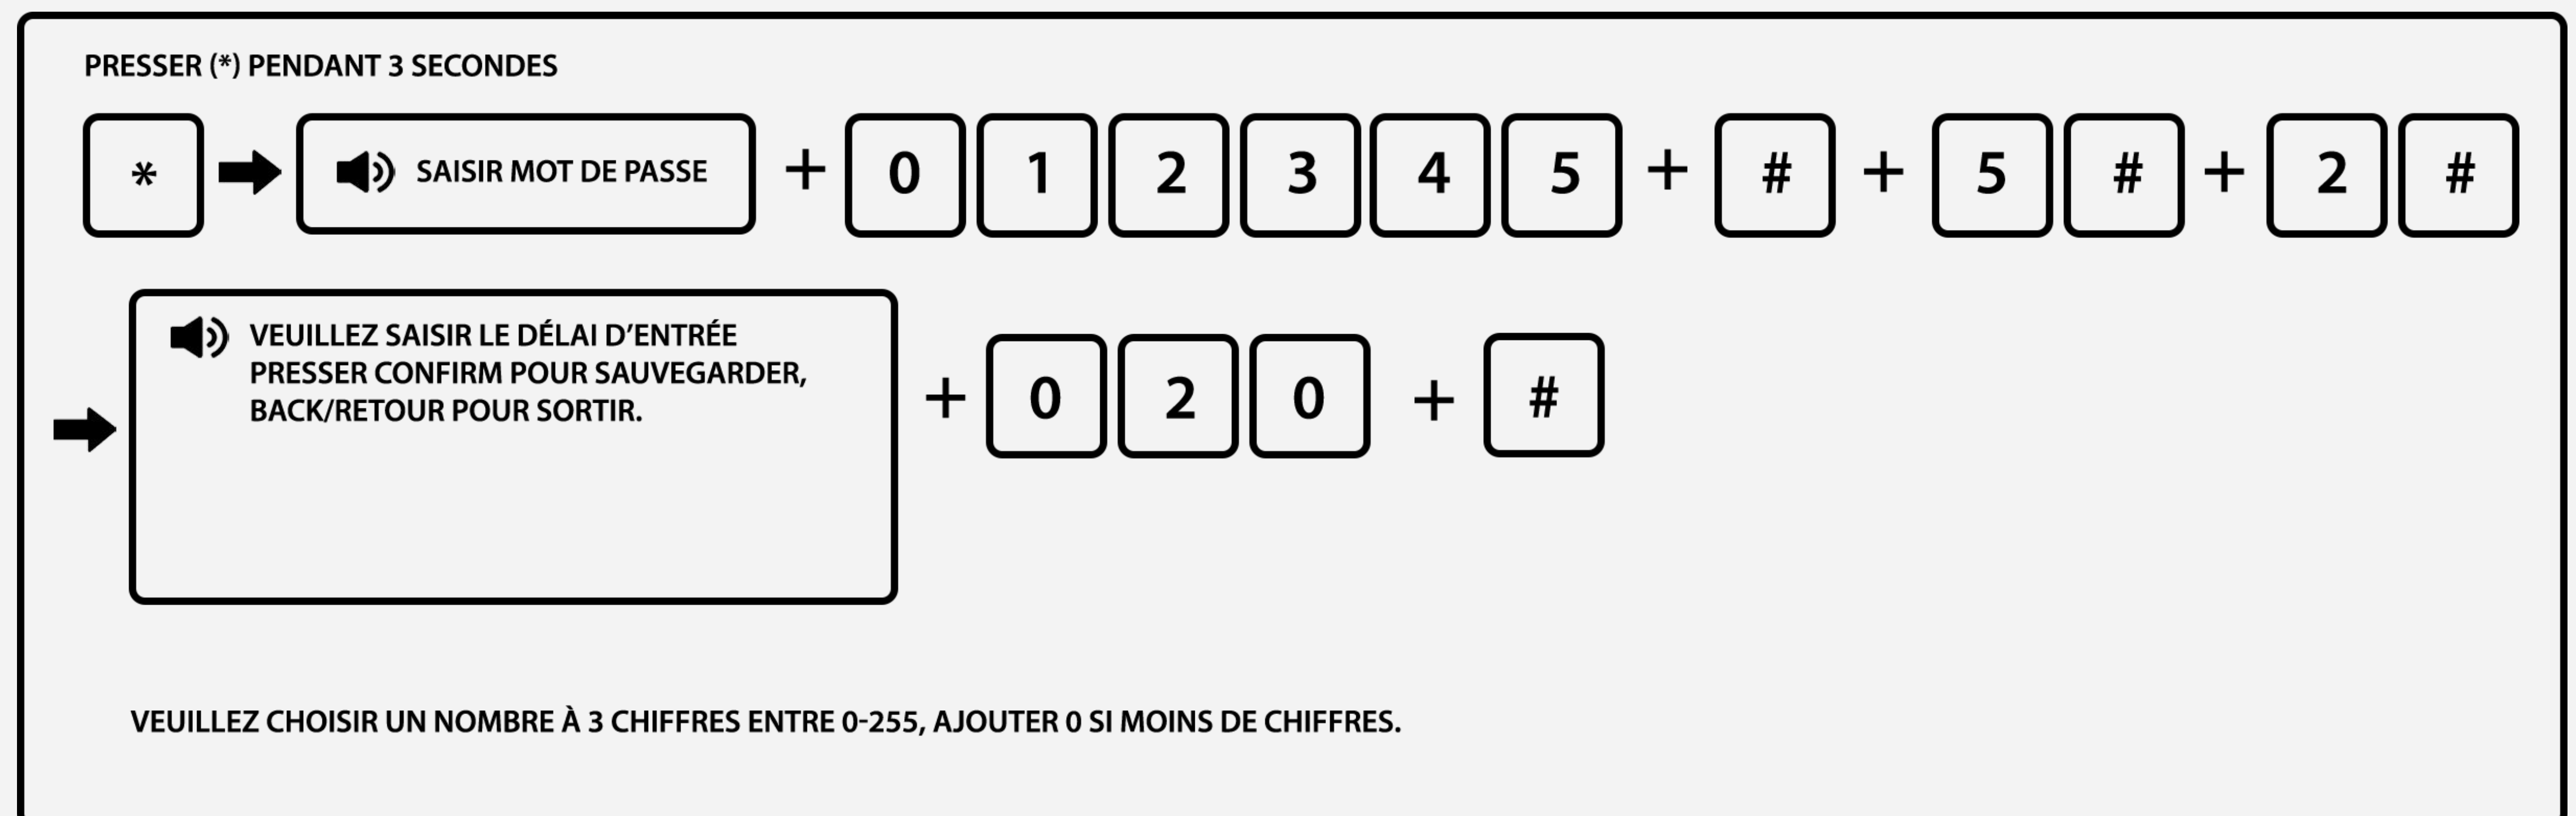 PRESSER (*) PENDANT 3 SECONDES
* SAISIR MOT DE PASSE + 0 1 2 3 4 5 + # + 5 # + 2 #
VEUILLEZ SAISIR LE DÉLAI D’ENTRÉE
PRESSER CONFIRM POUR SAUVEGARDER,
BACK/RETOUR POUR SORTIR.
+ 0 2 0 + #
VEUILLEZ CHOISIR UN NOMBRE À 3 CHIFFRES ENTRE 0-255, AJOUTER 0 SI MOINS DE CHIFFRES.